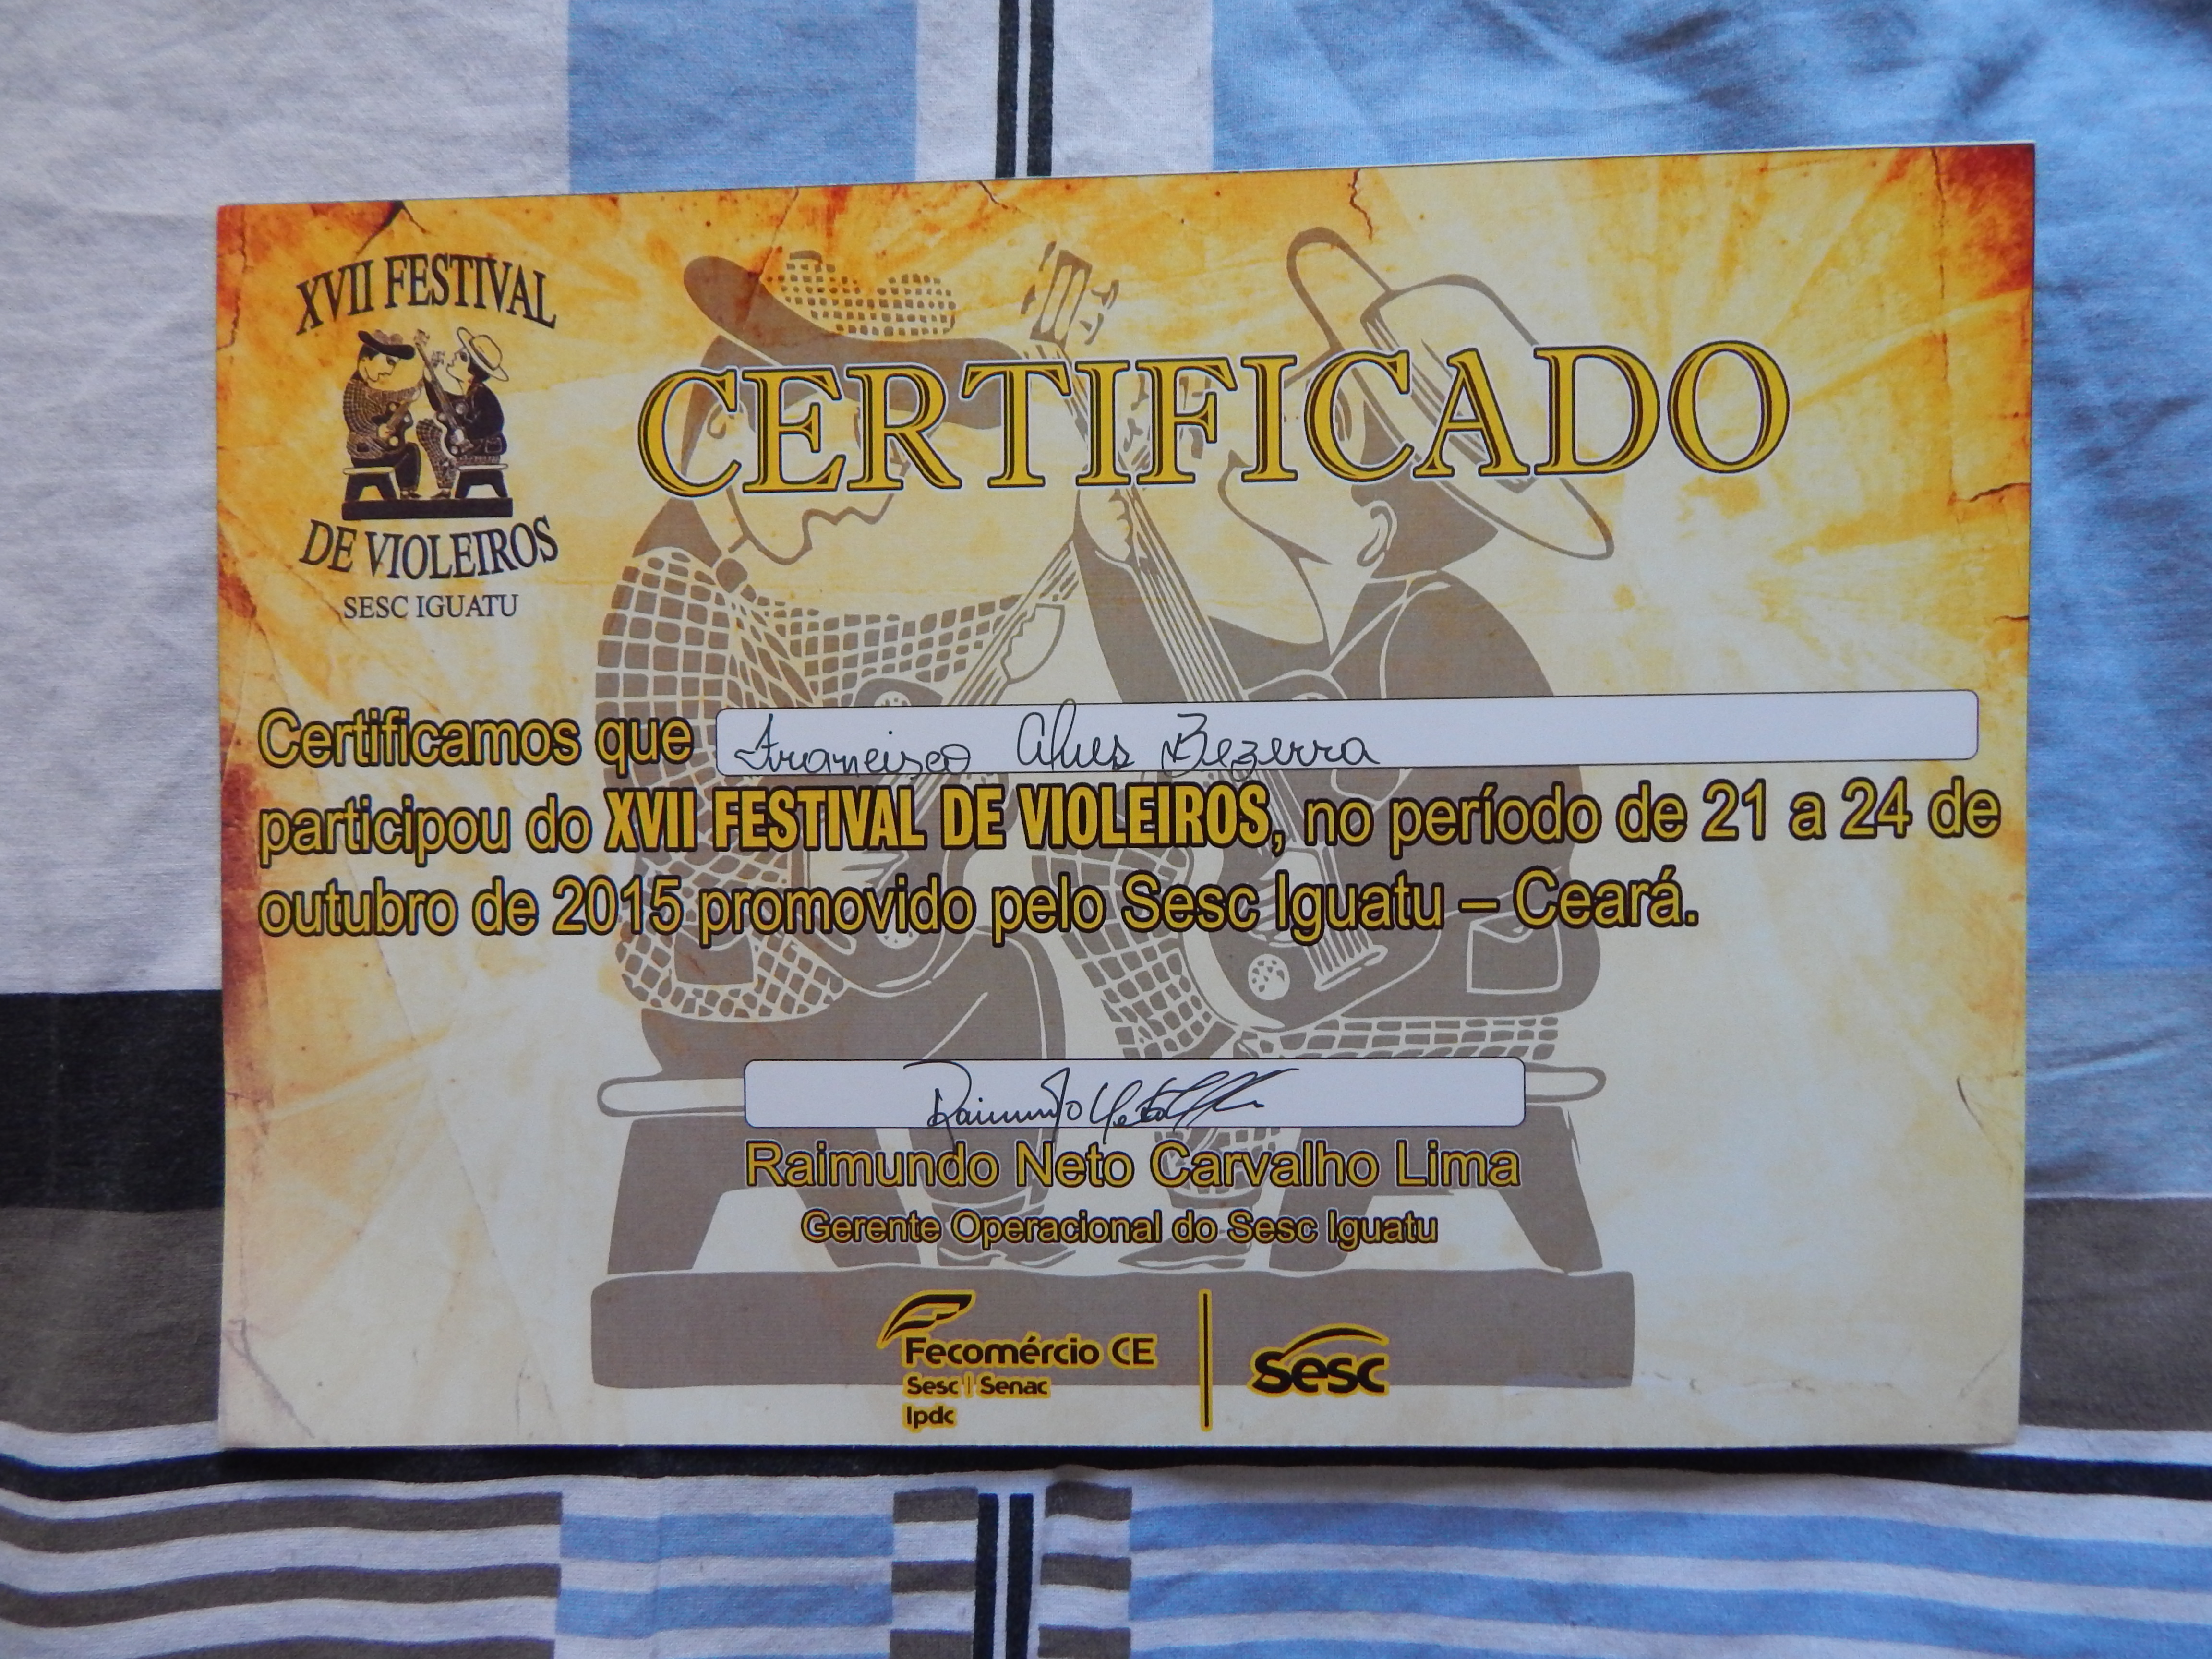 XVII FESTIVAL
DE VIOLEIROS
SESC IGUATU
CERTIFICADO
Certificamos que Francisco Alves Bezerra
participou do XVII FESTIVAL DE VIOLEIROS, no período de 21 a 24 de
outubro de 2015 promovido pelo Sesc Iguatu – Ceará.
Raimundo Neto
Raimundo Neto Carvalho Lima
Gerente Operacional do Sesc Iguatu
Fecomércio CE
Sesc | Senac
Ipdc
Sesc